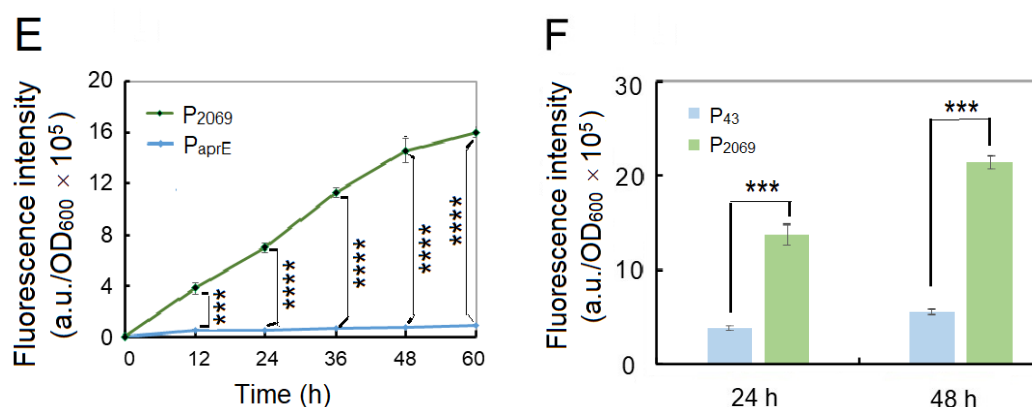 E
Fluorescence intensity
(a.u./OD₆₀₀ × 10⁵)
20
16
12
8
4
0
P₂₀₆₉
PaprE
***
****
****
****
****
0 12 24 36 48 60
Time (h)
F
Fluorescence intensity
(a.u./OD₆₀₀ × 10⁵)
30
20
10
0
P₄₃
P₂₀₆₉
***
***
24 h 48 h